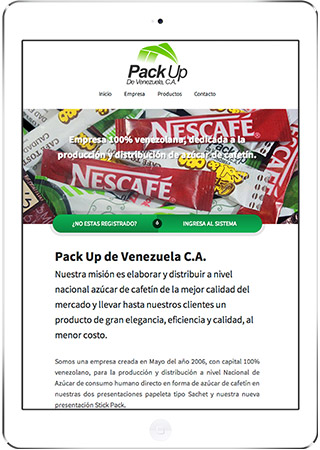 Pack Up
De Venezuela, C.A.
Inicio Empresa Productos Contacto
Empresa 100% venezolana, dedicada a la
producción y distribución de azúcar de cafetín.
NESCAFÉ
NESCAFÉ
¿NO ESTAS REGISTRADO? INGRESA AL SISTEMA
Pack Up de Venezuela C.A.
Nuestra misión es elaborar y distribuir a nivel
nacional azúcar de cafetín de la mejor calidad del
mercado y llevar hasta nuestros clientes un
producto de gran elegancia, eficiencia y calidad, al
menor costo.
Somos una empresa creada en Mayo del año 2006, con capital 100%
venezolano, para la producción y distribución a nivel Nacional de
Azúcar de consumo humano directo en forma de azúcar de cafetín en
nuestras dos presentaciones papeleta tipo Sachet y nuestra nueva
presentación Stick Pack.